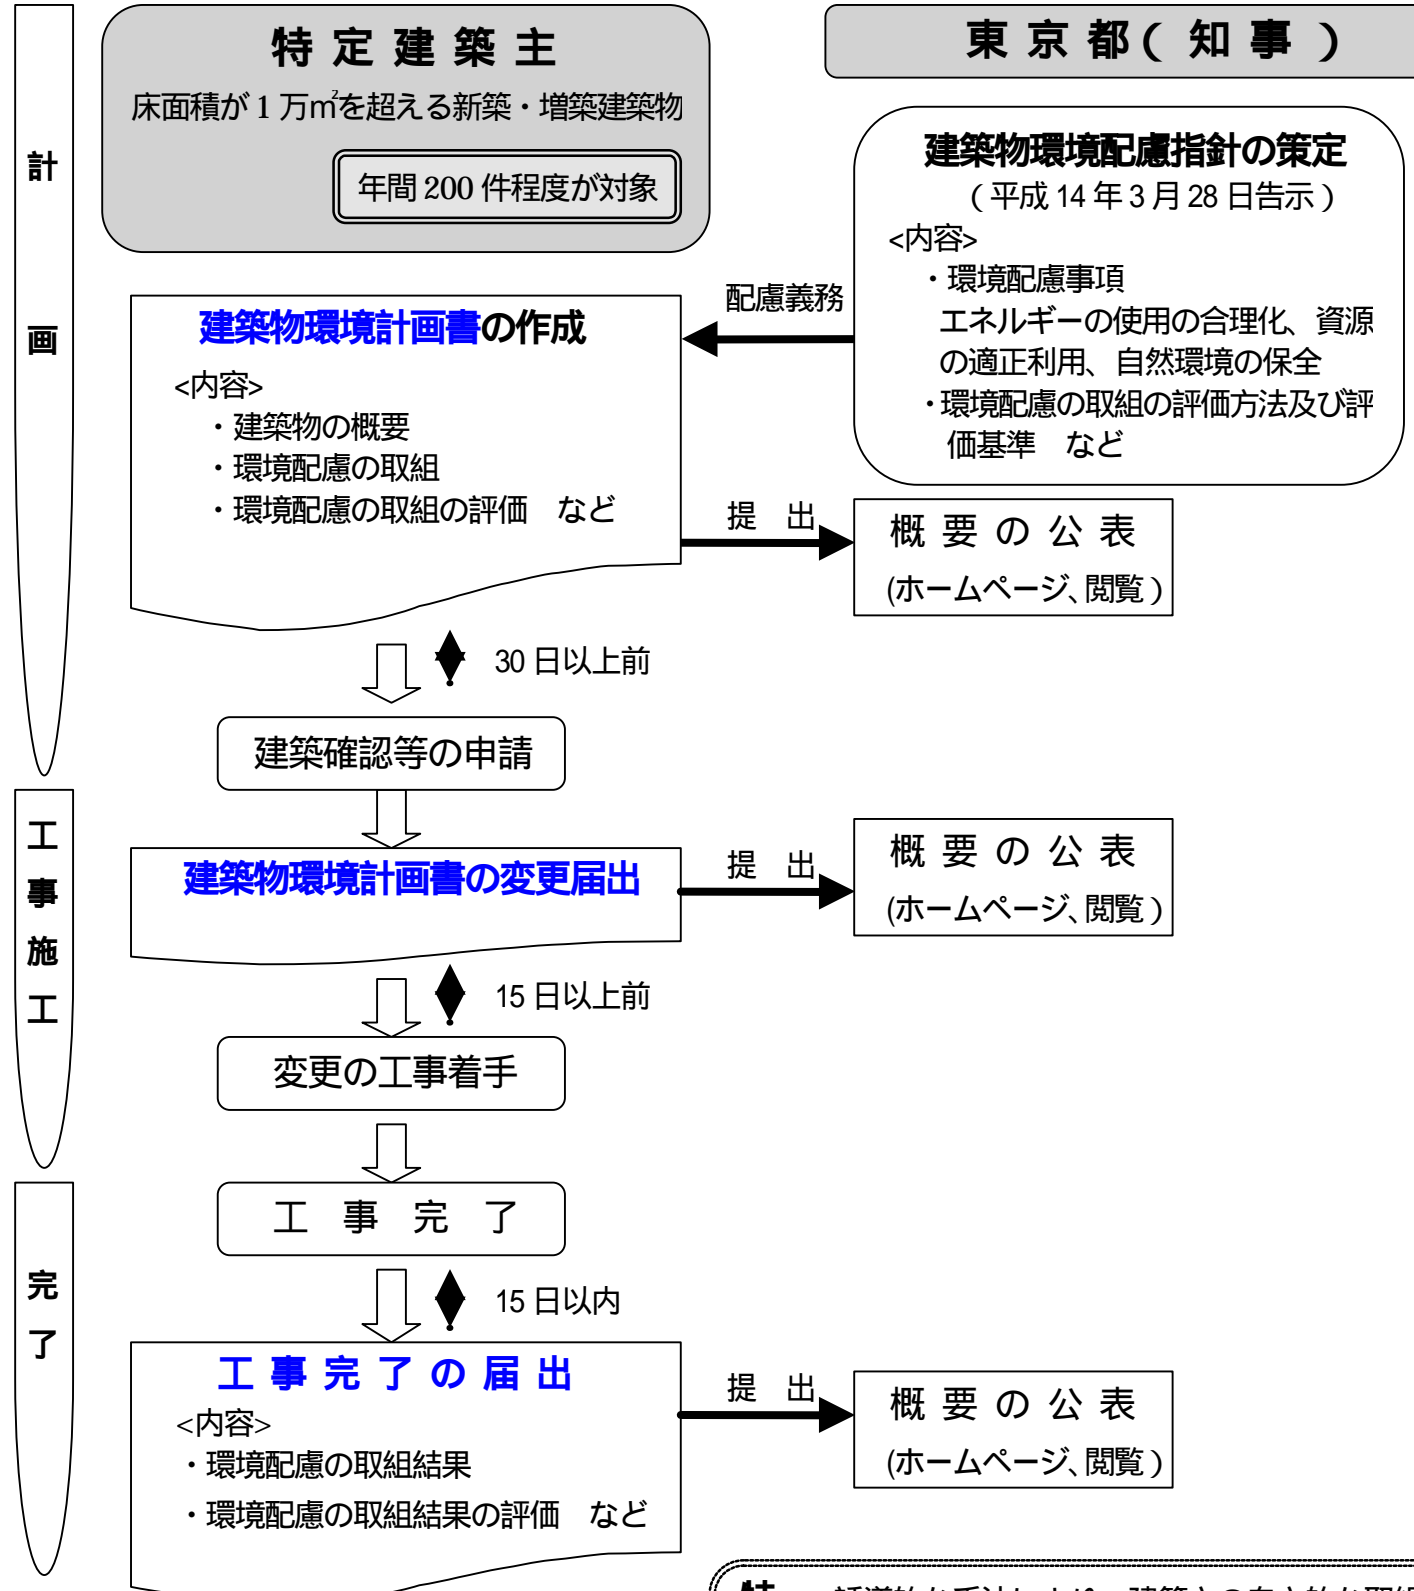 特定建築主
床面積が1万㎡を超える新築・増築建築物
年間200件程度が対象
東京都(知事)
建築物環境配慮指針の策定
(平成14年3月28日告示)
<内容>
・環境配慮事項
エネルギーの使用の合理化、資源
の適正利用、自然環境の保全
・環境配慮の取組の評価方法及び評
価基準　など
計画
配慮義務
建築物環境計画書の作成
<内容>
・建築物の概要
・環境配慮の取組
・環境配慮の取組の評価　など
提出
概要の公表
(ホームページ、閲覧)
30日以上前
建築確認等の申請
工事施工
建築物環境計画書の変更届出
提出
概要の公表
(ホームページ、閲覧)
15日以上前
変更の工事着手
工事完了
完了
15日以内
工事完了の届出
<内容>
・環境配慮の取組結果
・環境配慮の取組結果の評価　など
提出
概要の公表
(ホームページ、閲覧)